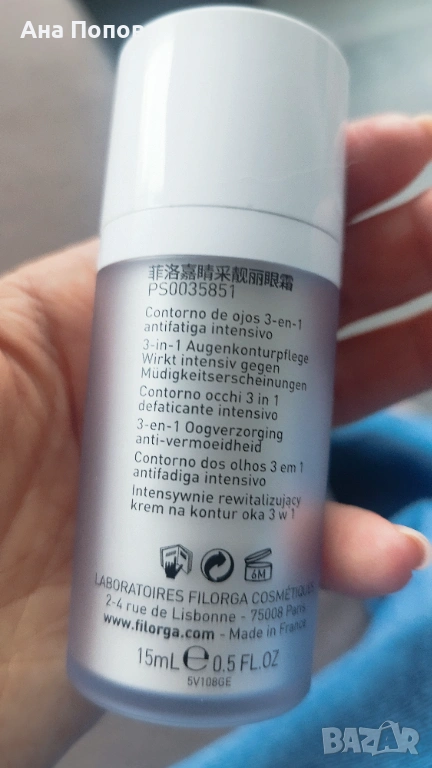 Ана Попов
菲洛嘉睛采靓丽眼霜
PS0035851
Contorno de ojos 3-en-1
antifatiga intensivo
3-in-1 Augenkonturpflege
Wirkt intensiv gegen
Müdigkeitserscheinungen
Contorno occhi 3 in 1
defaticante intensivo
3-en-1 Oogverzorging
anti-vermoeidheid
Contorno dos olhos 3 em 1
antifadiga intensivo
Intensywnie rewitalizujący
krem na kontur oka 3 w 1
6M
LABORATOIRES FILORGA COSMÉTIQUES
2-4 rue de Lisbonne - 75008 Paris
www.filorga.com - Made in France
15mL ℮ 0.5 FL.OZ
5V108GE
BAZAR